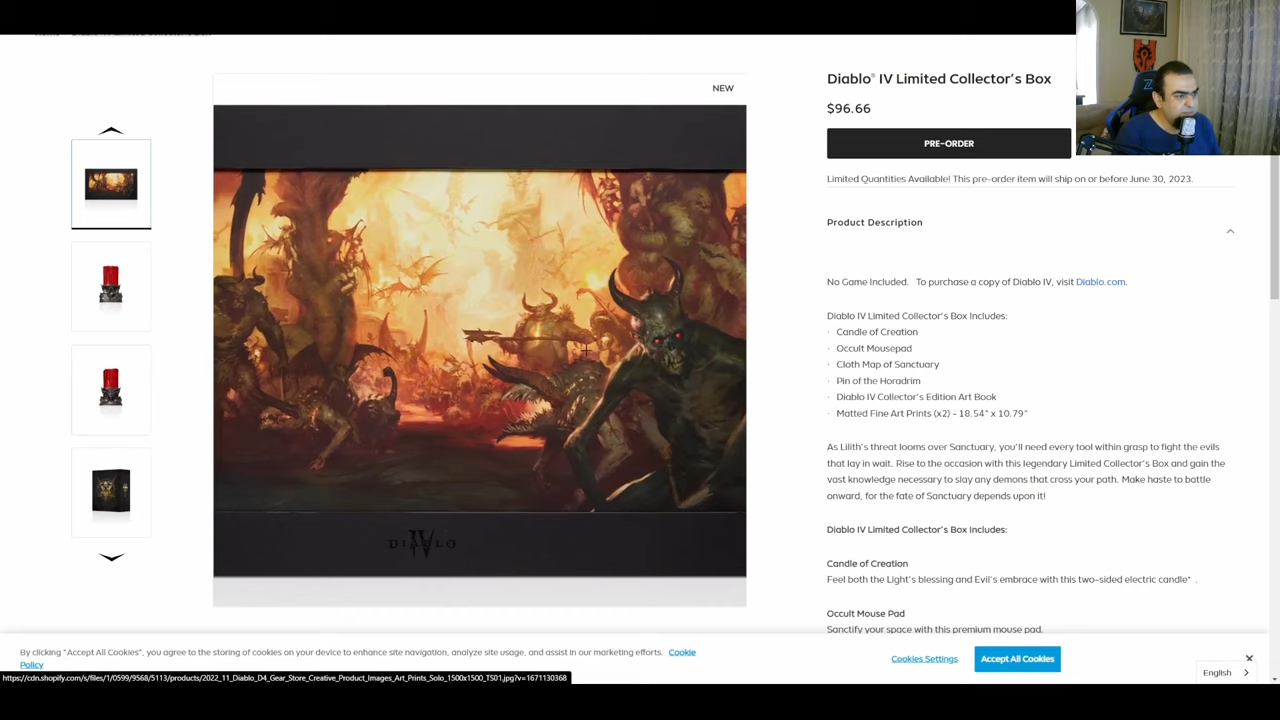 NEW
DIABLO IV
Diablo® IV Limited Collector's Box
$96.66
PRE-ORDER
Limited Quantities Available! This pre-order item will ship on or before June 30, 2023.
Product Description
No Game Included. To purchase a copy of Diablo IV, visit Diablo.com.
Diablo IV Limited Collector's Box Includes:
· Candle of Creation
· Occult Mousepad
· Cloth Map of Sanctuary
· Pin of the Horadrim
· Diablo IV Collector's Edition Art Book
· Matted Fine Art Prints (x2) – 18.54" x 10.79"
As Lilith's threat looms over Sanctuary, you'll need every tool within grasp to fight the evils
that lay in wait. Rise to the occasion with this legendary Limited Collector's Box and gain the
vast knowledge necessary to slay any demons that cross your path. Make haste to battle
onward, for the fate of Sanctuary depends upon it!
Diablo IV Limited Collector's Box Includes:
Candle of Creation
Feel both the Light's blessing and Evil's embrace with this two-sided electric candle* .
Occult Mouse Pad
Sanctify your space with this premium mouse pad.
By clicking "Accept All Cookies", you agree to the storing of cookies on your device to enhance site navigation, analyze site usage, and assist in our marketing efforts. Cookie
Policy
Cookies Settings
Accept All Cookies
English
https://cdn.shopify.com/s/files/1/0599/9568/5113/products/2022_11_Diablo_D4_Gear_Store_Creative_Product_Images_Art_Prints_Solo_1500x1500_TS01.jpg?v=1671130368